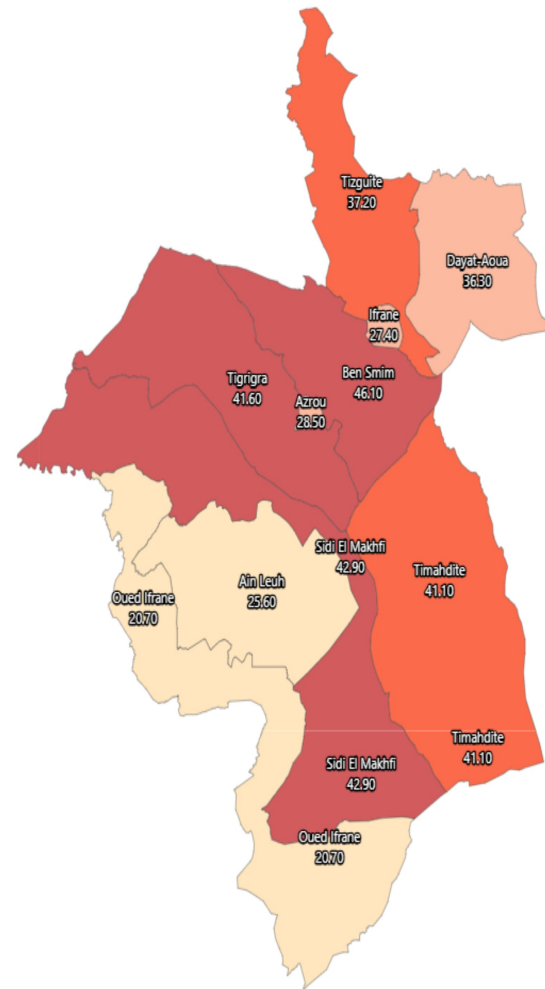 Tizguite
37.20
Dayat-Aoua
36.30
Ifrane
27.40
Ben Smim
46.10
Tigrigra
41.60
Azrou
28.50
Sidi El Makhfi
42.90
Timahdite
41.10
Ain Leuh
25.60
Oued Ifrane
20.70
Timahdite
41.10
Sidi El Makhfi
42.90
Oued Ifrane
20.70